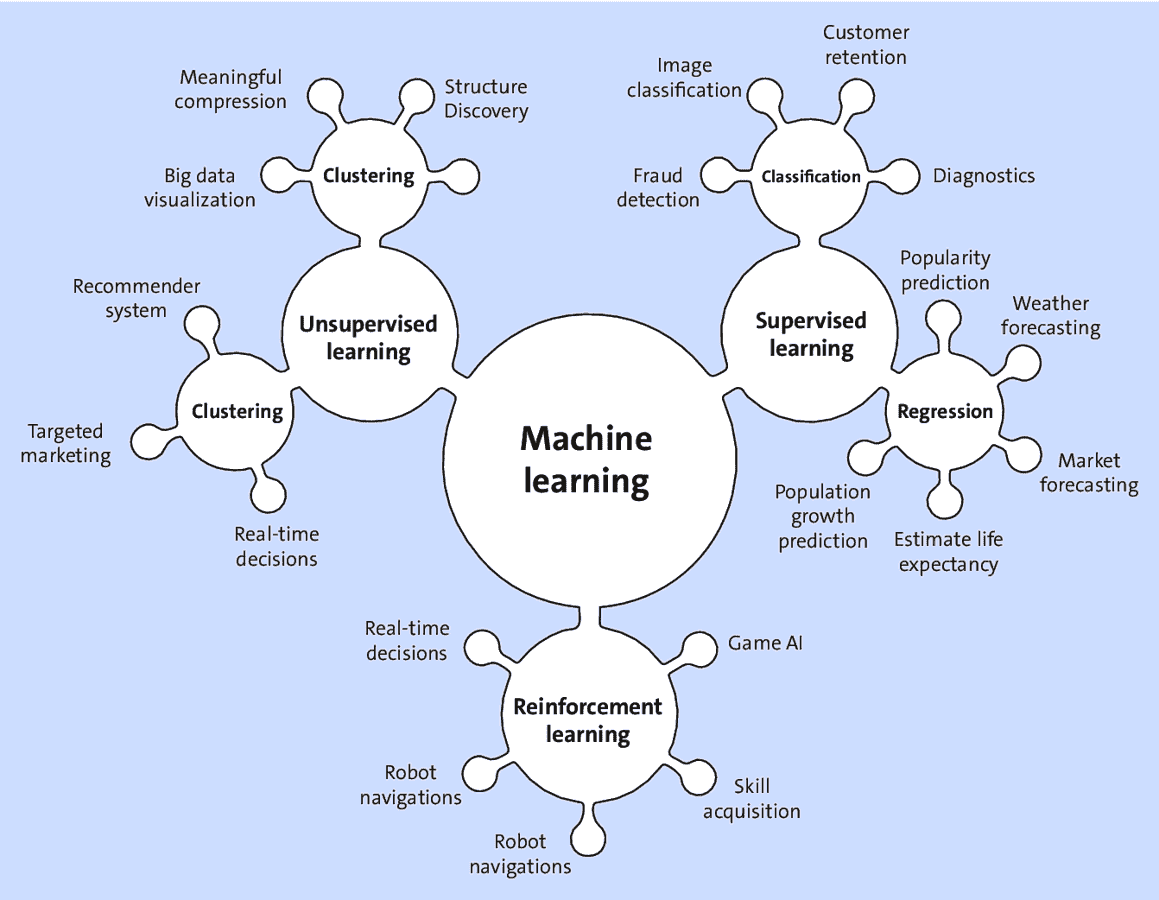 Customer
retention
Image
classification
Meaningful
compression
Structure
Discovery
Clustering
Big data
visualization
Classification
Fraud
detection
Diagnostics
Popularity
prediction
Weather
forecasting
Recommender
system
Unsupervised
learning
Supervised
learning
Clustering
Regression
Targeted
marketing
Machine
learning
Market
forecasting
Population
growth
prediction
Estimate life
expectancy
Real-time
decisions
Real-time
decisions
Game AI
Reinforcement
learning
Robot
navigations
Skill
acquisition
Robot
navigations